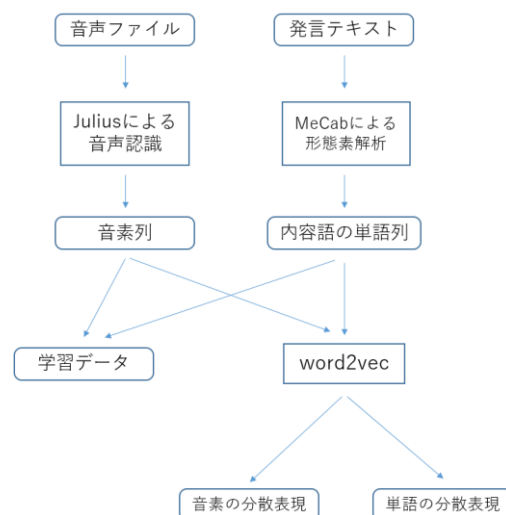 音声ファイル
発言テキスト
Juliusによる
音声認識
MeCabによる
形態素解析
音素列
内容語の単語列
学習データ
word2vec
音素の分散表現
単語の分散表現